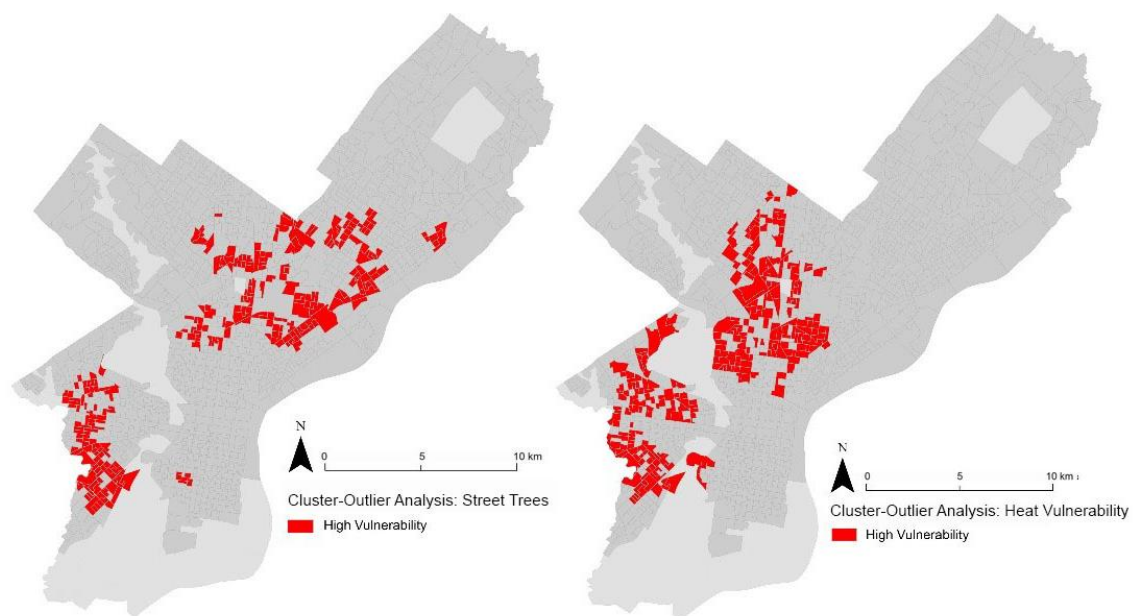 N
0 5 10 km
Cluster-Outlier Analysis: Street Trees
High Vulnerability
N
0 5 10 km
Cluster-Outlier Analysis: Heat Vulnerability
High Vulnerability